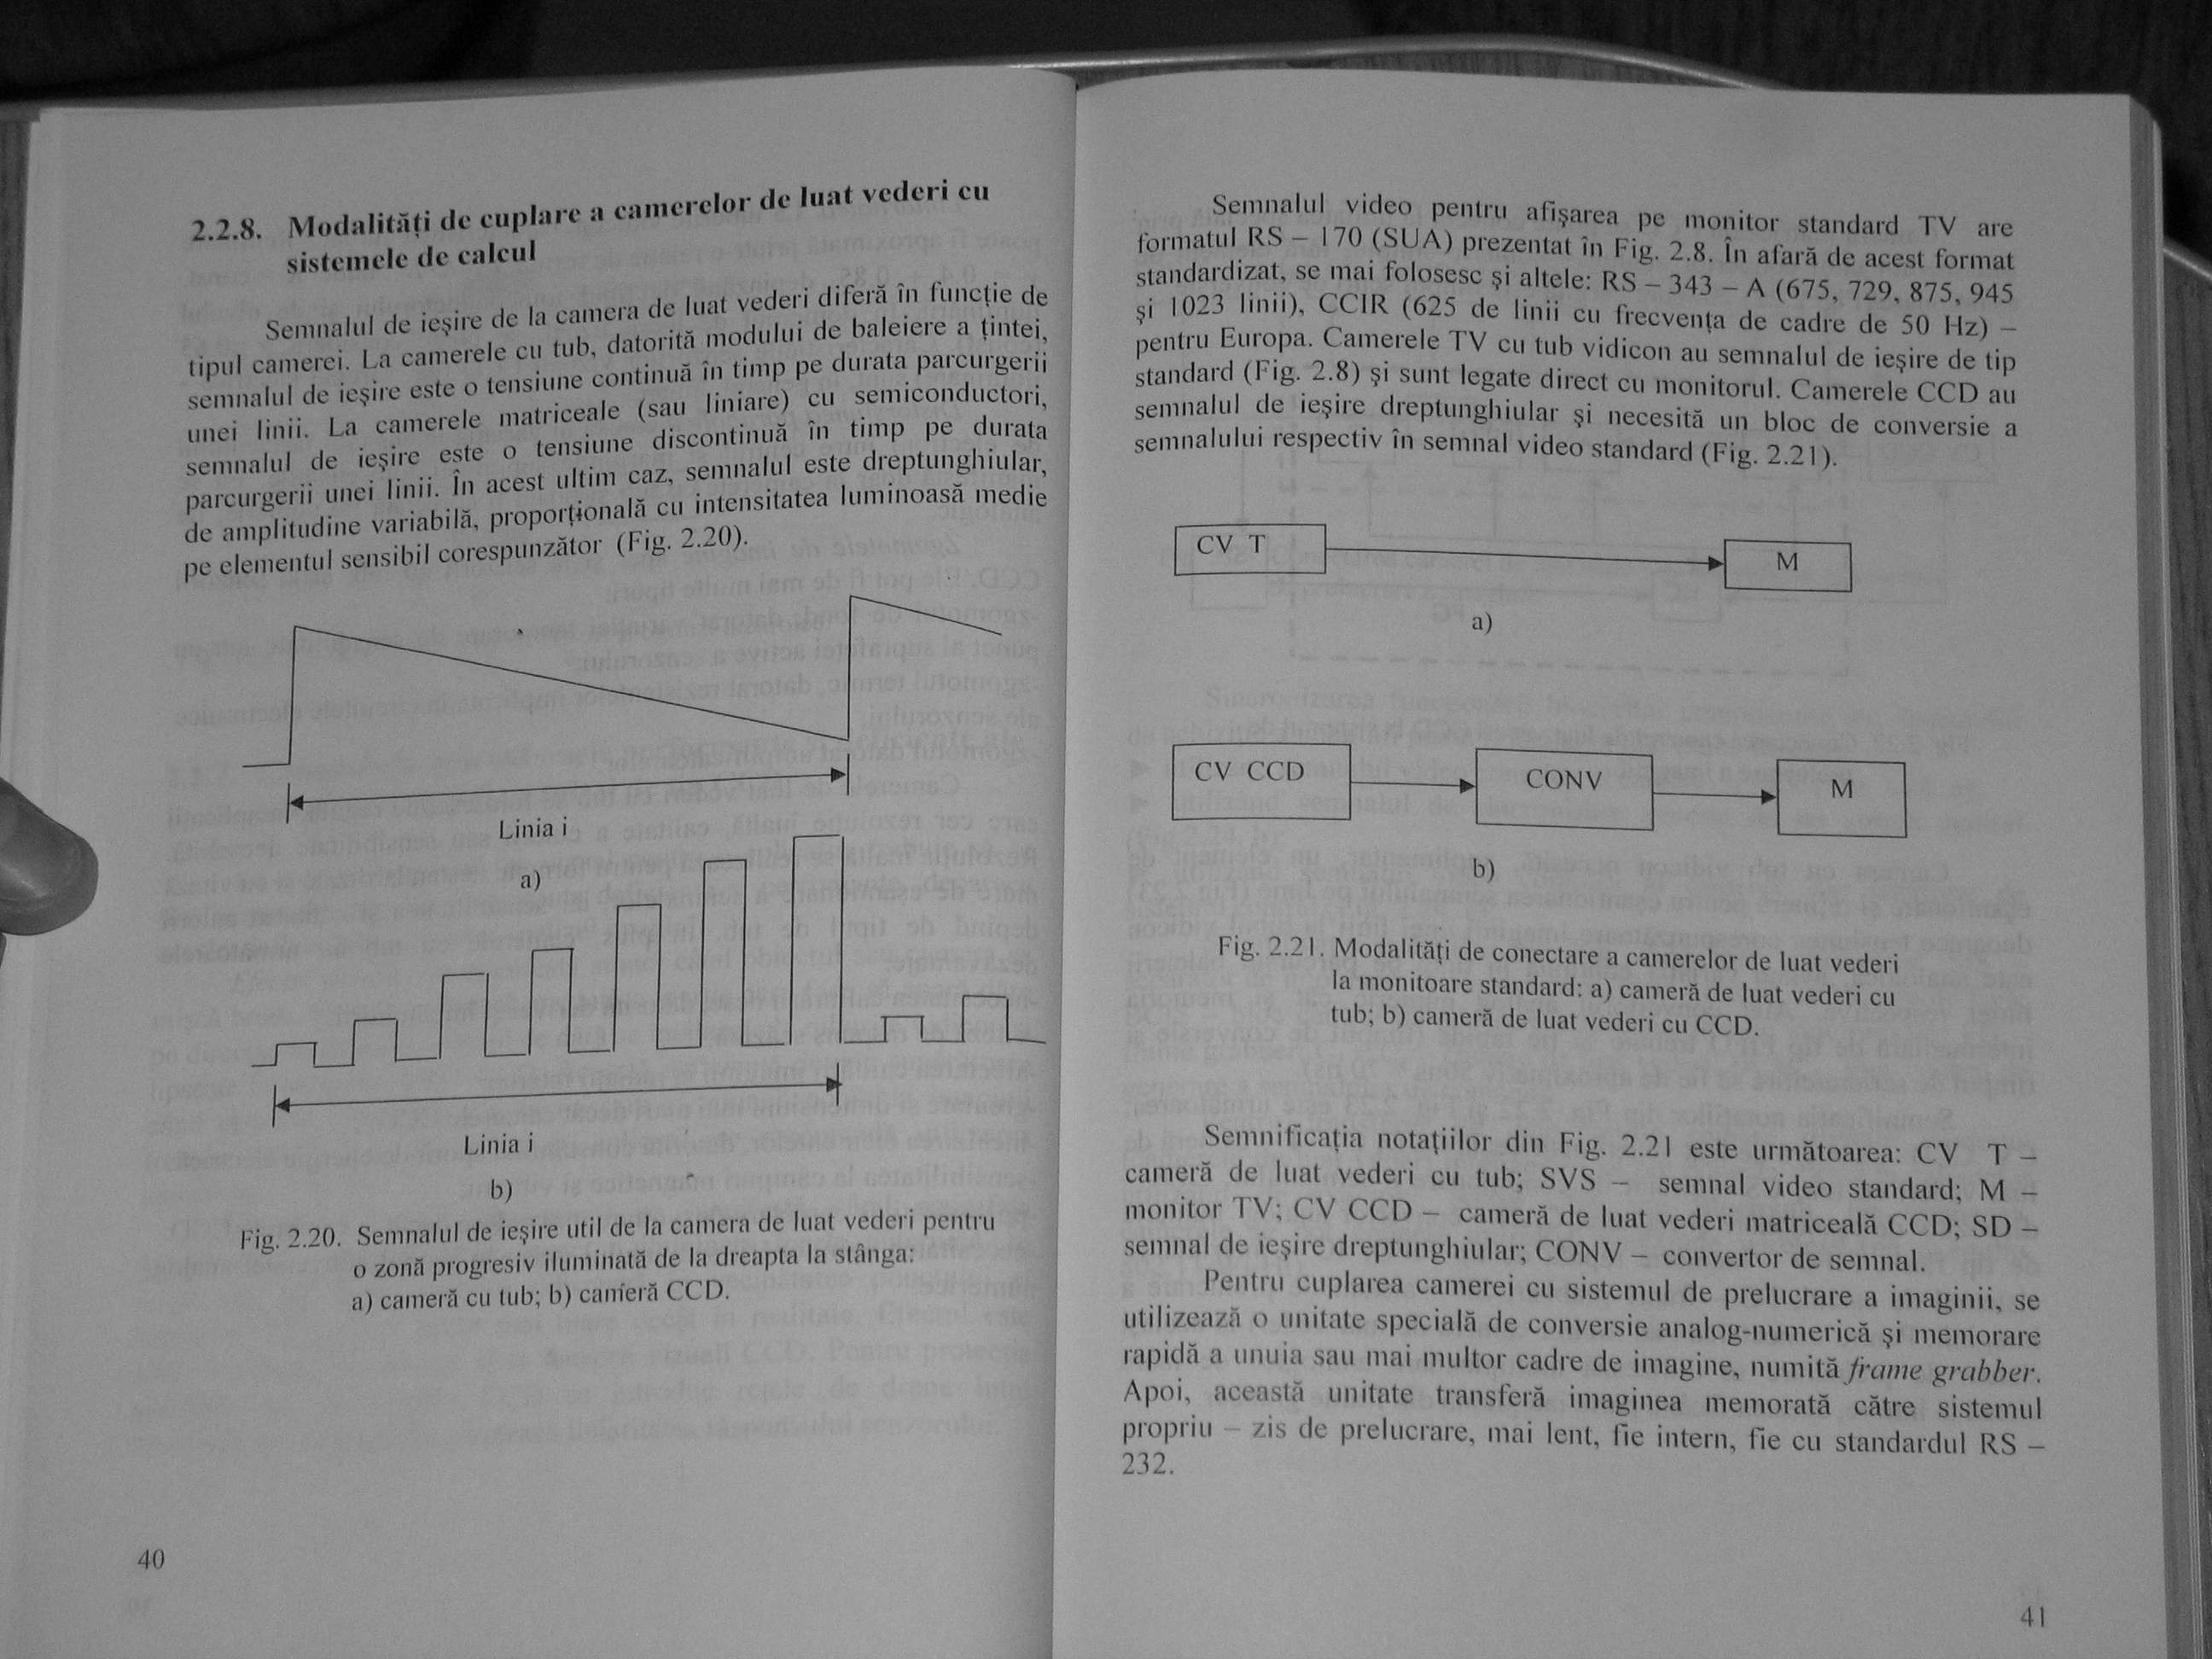 2.2.8. Modalități de cuplare a camerelor de luat vederi cu
sistemele de calcul
Semnalul de ieşire de la camera de luat vederi diferă în funcție de
tipul camerei. La camerele cu tub, datorită modului de baleiere a țintei,
semnalul de ieşire este o tensiune continuă în timp pe durata parcurgerii
unei linii. La camerele matriceale (sau liniare) cu semiconductori,
semnalul de ieşire este o tensiune discontinuă în timp pe durata
parcurgerii unei linii. În acest ultim caz, semnalul este dreptunghiular,
de amplitudine variabilă, proporțională cu intensitatea luminoasă medie
pe elementul sensibil corespunzător (Fig. 2.20).
Linia i
a)
Linia i
b)
Fig. 2.20. Semnalul de ieşire util de la camera de luat vederi pentru
o zonă progresiv iluminată de la dreapta la stânga:
a) cameră cu tub; b) cameră CCD.
40
Semnalul video pentru afişarea pe monitor standard TV are
formatul RS – 170 (SUA) prezentat în Fig. 2.8. În afară de acest format
standardizat, se mai folosesc şi altele: RS – 343 – A (675, 729, 875, 945
şi 1023 linii), CCIR (625 de linii cu frecvența de cadre de 50 Hz) –
pentru Europa. Camerele TV cu tub vidicon au semnalul de ieşire de tip
standard (Fig. 2.8) şi sunt legate direct cu monitorul. Camerele CCD au
semnalul de ieşire dreptunghiular şi necesită un bloc de conversie a
semnalului respectiv în semnal video standard (Fig. 2.21).
CV T M
a)
CV CCD CONV M
b)
Fig. 2.21. Modalități de conectare a camerelor de luat vederi
la monitoare standard: a) cameră de luat vederi cu
tub; b) cameră de luat vederi cu CCD.
Semnificația notațiilor din Fig. 2.21 este următoarea: CV T –
cameră de luat vederi cu tub; SVS – semnal video standard; M –
monitor TV; CV CCD – cameră de luat vederi matriceală CCD; SD –
semnal de ieşire dreptunghiular; CONV – convertor de semnal.
Pentru cuplarea camerei cu sistemul de prelucrare a imaginii, se
utilizează o unitate specială de conversie analog-numerică şi memorare
rapidă a unuia sau mai multor cadre de imagine, numită frame grabber.
Apoi, această unitate transferă imaginea memorată către sistemul
propriu – zis de prelucrare, mai lent, fie intern, fie cu standardul RS –
232.
41